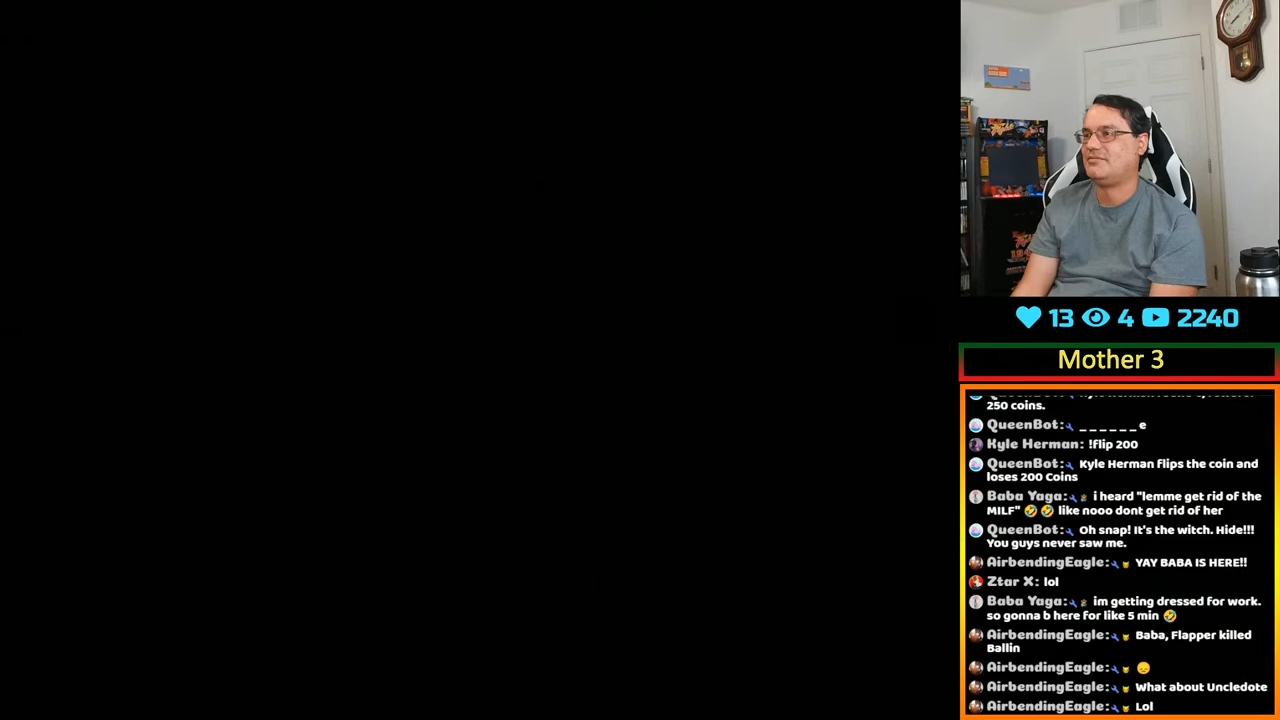 13 4 2240
Mother 3
250 coins.
QueenBot: _ _ _ _ _ _ e
Kyle Herman: !flip 200
QueenBot: Kyle Herman flips the coin and
loses 200 Coins
Baba Yaga: i heard "lemme get rid of the
MILF" 🤣 🤣 like nooo dont get rid of her
QueenBot: Oh snap! It's the witch. Hide!!!
You guys never saw me.
AirbendingEagle: YAY BABA IS HERE!!
Ztar X: lol
Baba Yaga: im getting dressed for work.
so gonna b here for like 5 min 🤣
AirbendingEagle: Baba, Flapper killed
Ballin
AirbendingEagle: 😞
AirbendingEagle: What about Uncledote
AirbendingEagle: Lol